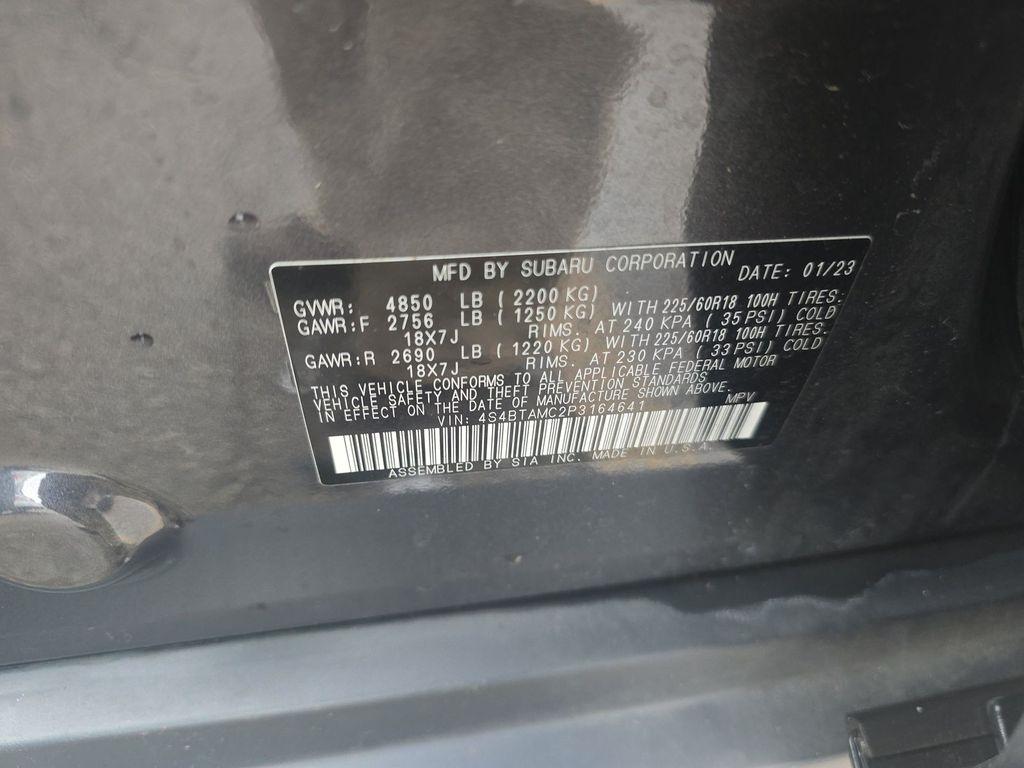 MFD BY SUBARU CORPORATION DATE: 01/23
GVWR: 4850 LB (2200 KG)
GAWR:F 2756 LB (1250 KG) WITH 225/60R18 100H TIRES.
18X7J RIMS. AT 240 KPA (35 PSI) COLD
GAWR:R 2690 LB (1220 KG) WITH 225/60R18 100H TIRES.
18X7J RIMS. AT 230 KPA (33 PSI) COLD
THIS VEHICLE CONFORMS TO ALL APPLICABLE FEDERAL MOTOR
VEHICLE SAFETY AND THEFT PREVENTION STANDARDS
IN EFFECT ON THE DATE OF MANUFACTURE SHOWN ABOVE.
VIN: 4S4BTAMC2P3164641 MPV
ASSEMBLED BY SIA INC. MADE IN U.S.A.